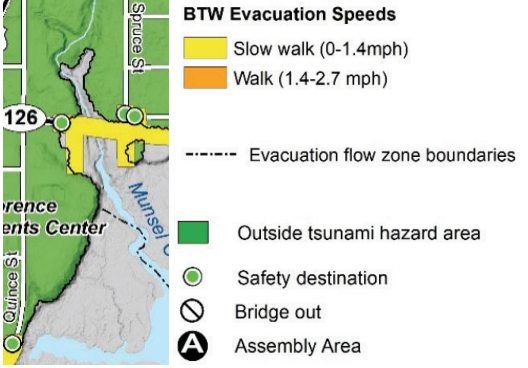 Spruce St
126
Munsel C
rence
ents Center
Quince St
BTW Evacuation Speeds
Slow walk (0-1.4mph)
Walk (1.4-2.7 mph)
Evacuation flow zone boundaries
Outside tsunami hazard area
Safety destination
Bridge out
A Assembly Area